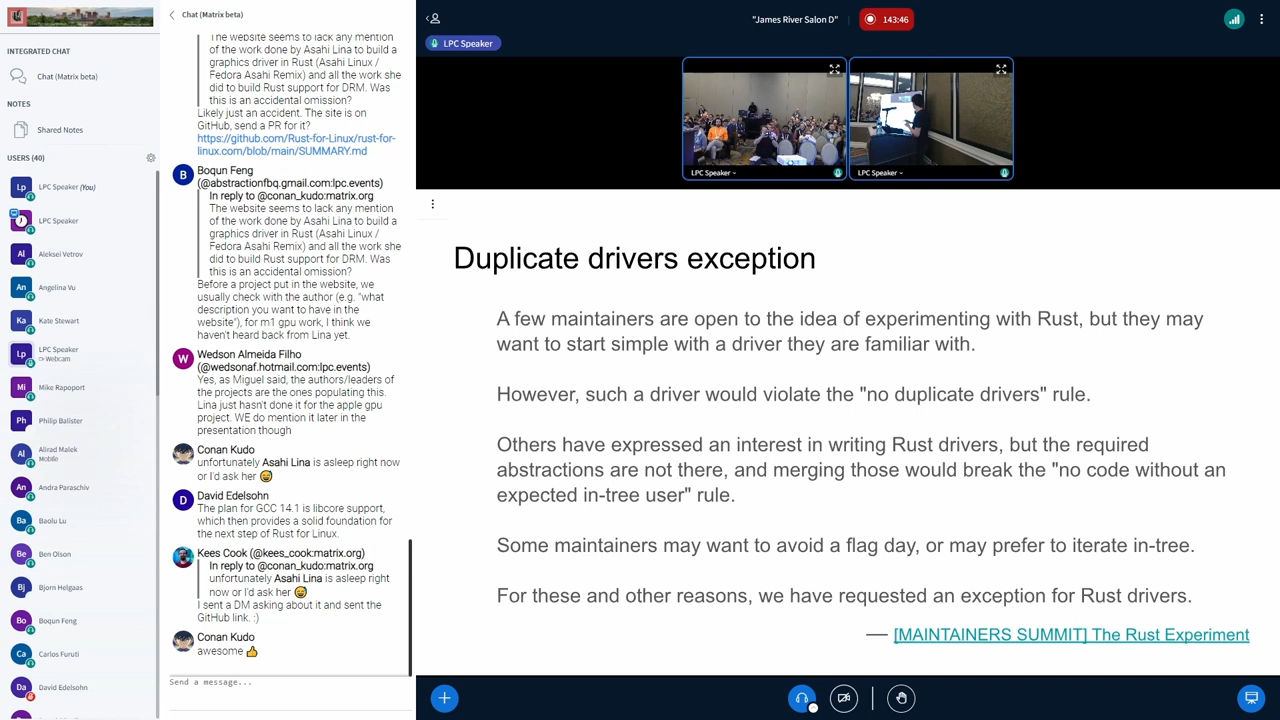 INTEGRATED CHAT
Chat (Matrix beta)
NOTES
Shared Notes
USERS (40)
Lp
LPC Speaker (You)
LPC Speaker
Al
Aleksei Vetrov
An
Angelina Vu
Ka
Kate Stewart
Lp
LPC Speaker
Webcam
Mi
Mike Rapoport
Ph
Philip Balister
Al
Alirad Malek
Mobile
An
Andra Paraschiv
Ba
Baolu Lu
Be
Ben Olson
Bj
Bjorn Helgaas
Bo
Boqun Feng
Ca
Carlos Furuti
Da
David Edelsohn
Chat (Matrix beta)
The website seems to lack any mention
of the work done by Asahi Lina to build a
graphics driver in Rust (Asahi Linux /
Fedora Asahi Remix) and all the work she
did to build Rust support for DRM. Was
this is an accidental omission?
Likely just an accident. The site is on
GitHub, send a PR for it?
https://github.com/Rust-for-Linux/rust-for-
linux.com/blob/main/SUMMARY.md
B
Boqun Feng
(@abstractionfbq.gmail.com:lpc.events)
In reply to @conan_kudo:matrix.org
The website seems to lack any mention
of the work done by Asahi Lina to build a
graphics driver in Rust (Asahi Linux /
Fedora Asahi Remix) and all the work she
did to build Rust support for DRM. Was
this is an accidental omission?
Before a project put in the website, we
usually check with the author (e.g. "what
description you want to have in the
website"), for m1 gpu work, I think we
haven't heard back from Lina yet.
W
Wedson Almeida Filho
(@wedsonaf.hotmail.com:lpc.events)
Yes, as Miguel said, the authors/leaders of
the projects are the ones populating this.
Lina just hasn't done it for the apple gpu
project. WE do mention it later in the
presentation though
Conan Kudo
unfortunately Asahi Lina is asleep right now
or I'd ask her 😅
D
David Edelsohn
The plan for GCC 14.1 is libcore support,
which then provides a solid foundation for
the next step of Rust for Linux.
Kees Cook (@kees_cook:matrix.org)
In reply to @conan_kudo:matrix.org
unfortunately Asahi Lina is asleep right
now or I'd ask her 😅
I sent a DM asking about it and sent the
GitHub link. :)
Conan Kudo
awesome 👍
Send a message...
"James River Salon D"
143:46
LPC Speaker
LPC Speaker
LPC Speaker
Duplicate drivers exception
A few maintainers are open to the idea of experimenting with Rust, but they may
want to start simple with a driver they are familiar with.
However, such a driver would violate the "no duplicate drivers" rule.
Others have expressed an interest in writing Rust drivers, but the required
abstractions are not there, and merging those would break the "no code without an
expected in-tree user" rule.
Some maintainers may want to avoid a flag day, or may prefer to iterate in-tree.
For these and other reasons, we have requested an exception for Rust drivers.
— [MAINTAINERS SUMMIT] The Rust Experiment